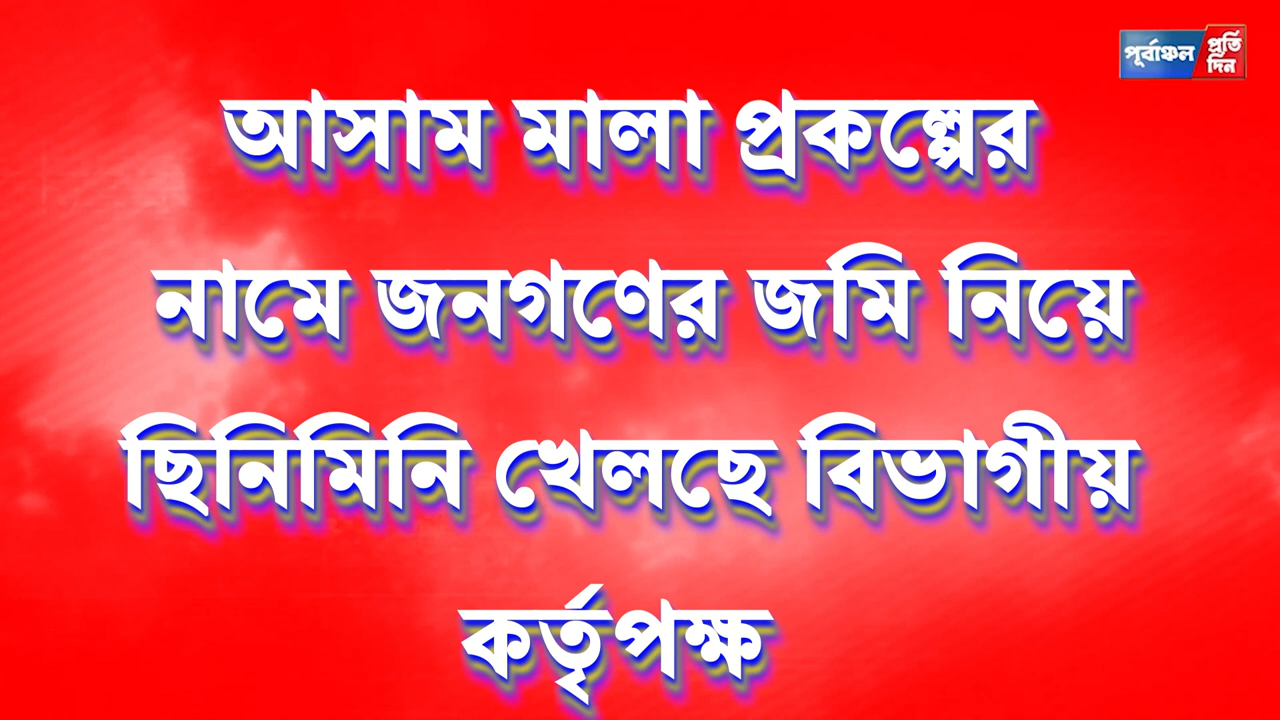 পূর্বাঞ্চল প্রতিদিন
আসাম মালা প্রকল্পের
নামে জনগণের জমি নিয়ে
ছিনিমিনি খেলছে বিভাগীয়
কর্তৃপক্ষ